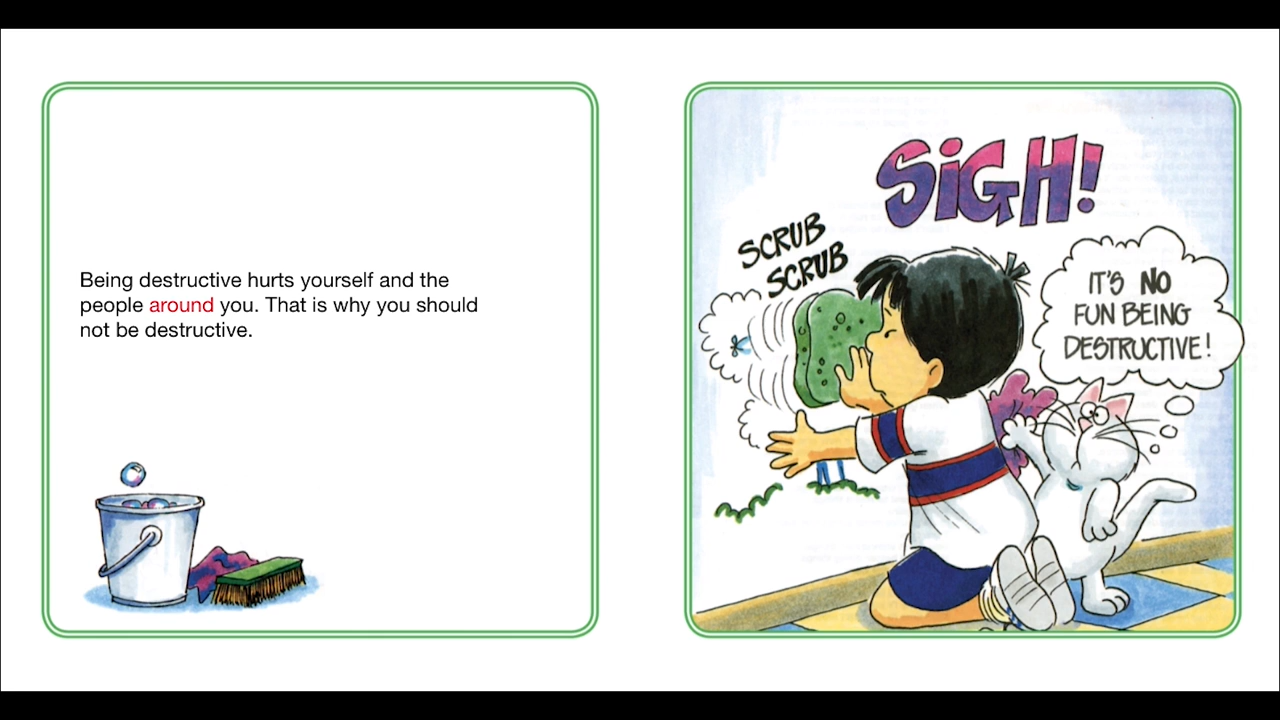 Being destructive hurts yourself and the
people around you. That is why you should
not be destructive.
SIGH!
SCRUB
SCRUB
IT'S NO
FUN BEING
DESTRUCTIVE!